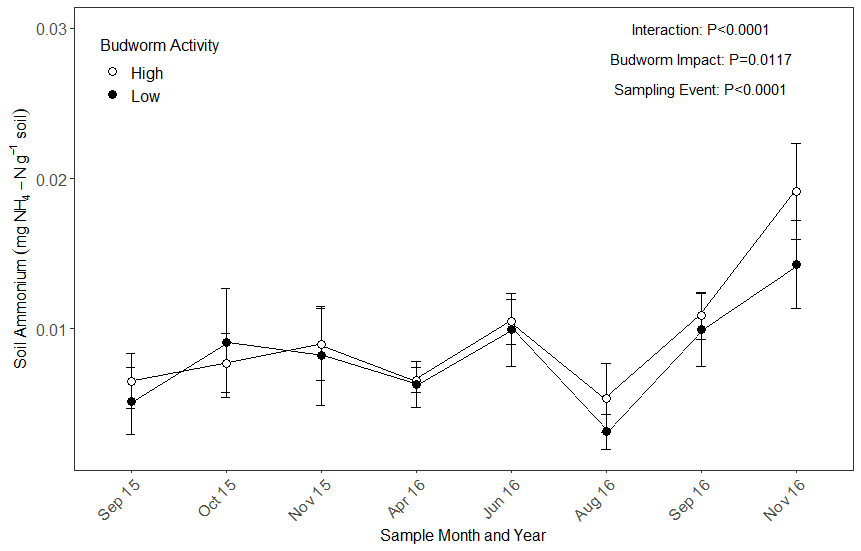 Interaction: P<0.0001
Budworm Impact: P=0.0117
Sampling Event: P<0.0001
Budworm Activity
High
Low
0.03
0.02
0.01
Soil Ammonium (mg NH₄ − N g⁻¹ soil)
Sep 15
Oct 15
Nov 15
Apr 16
Jun 16
Aug 16
Sep 16
Nov 16
Sample Month and Year